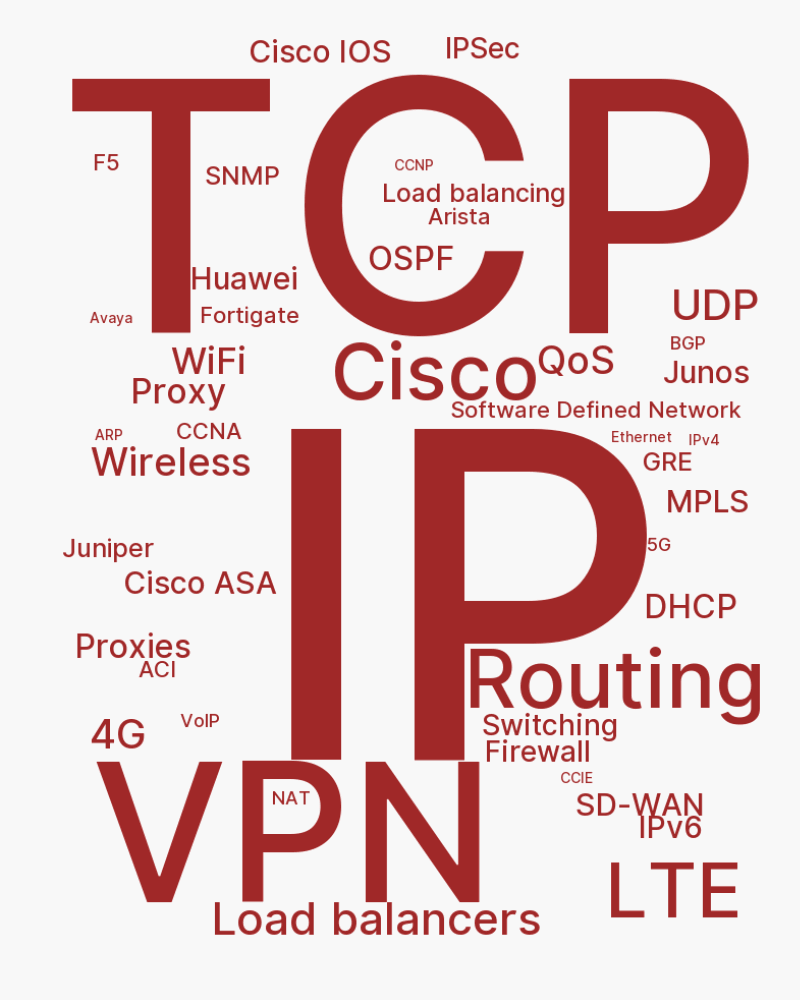 Cisco IOS
IPSec
TCP
F5
SNMP
CCNP
Load balancing
Arista
OSPF
Huawei
Fortigate
Avaya
UDP
BGP
WiFi
Cisco
QoS
Junos
Proxy
Software Defined Network
ARP
CCNA
Ethernet
IPv4
Wireless
GRE
IP
MPLS
5G
Juniper
Cisco ASA
DHCP
Proxies
ACI
Routing
4G
VoIP
Switching
Firewall
VPN
NAT
CCIE
SD-WAN
IPv6
LTE
Load balancers